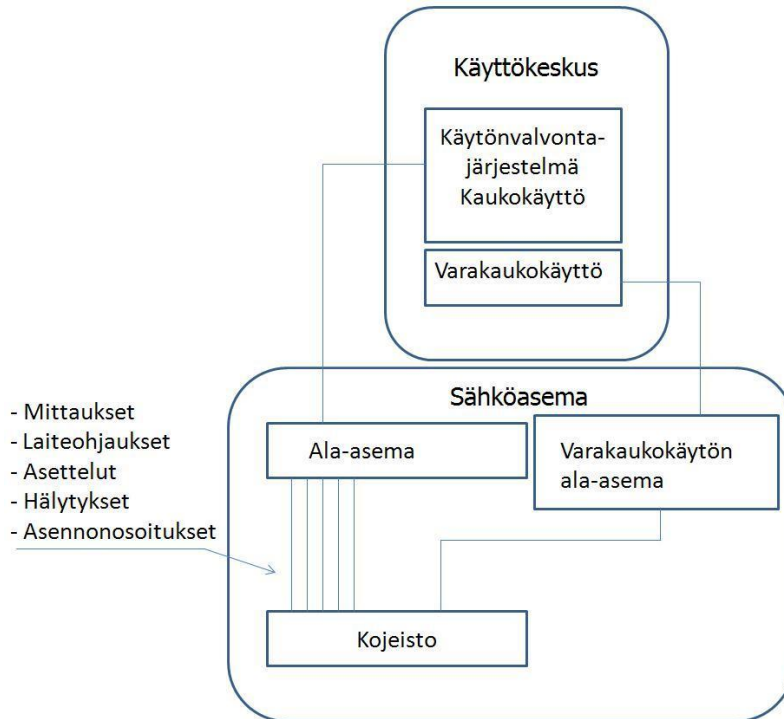 Käyttökeskus
Käytönvalvonta-
järjestelmä
Kaukokäyttö
Varakaukokäyttö
Sähköasema
- Mittaukset
- Laiteohjaukset
- Asettelut
- Hälytykset
- Asennonosoitukset
Ala-asema
Varakaukokäytön
ala-asema
Kojeisto